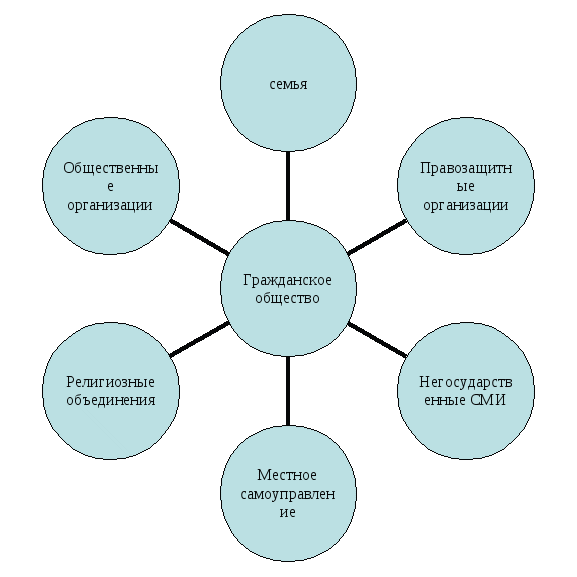 семья
Общественны
е
организации
Правозащитн
ые
организации
Гражданское
общество
Религиозные
объединения
Негосударств
енные СМИ
Местное
самоуправлен
ие